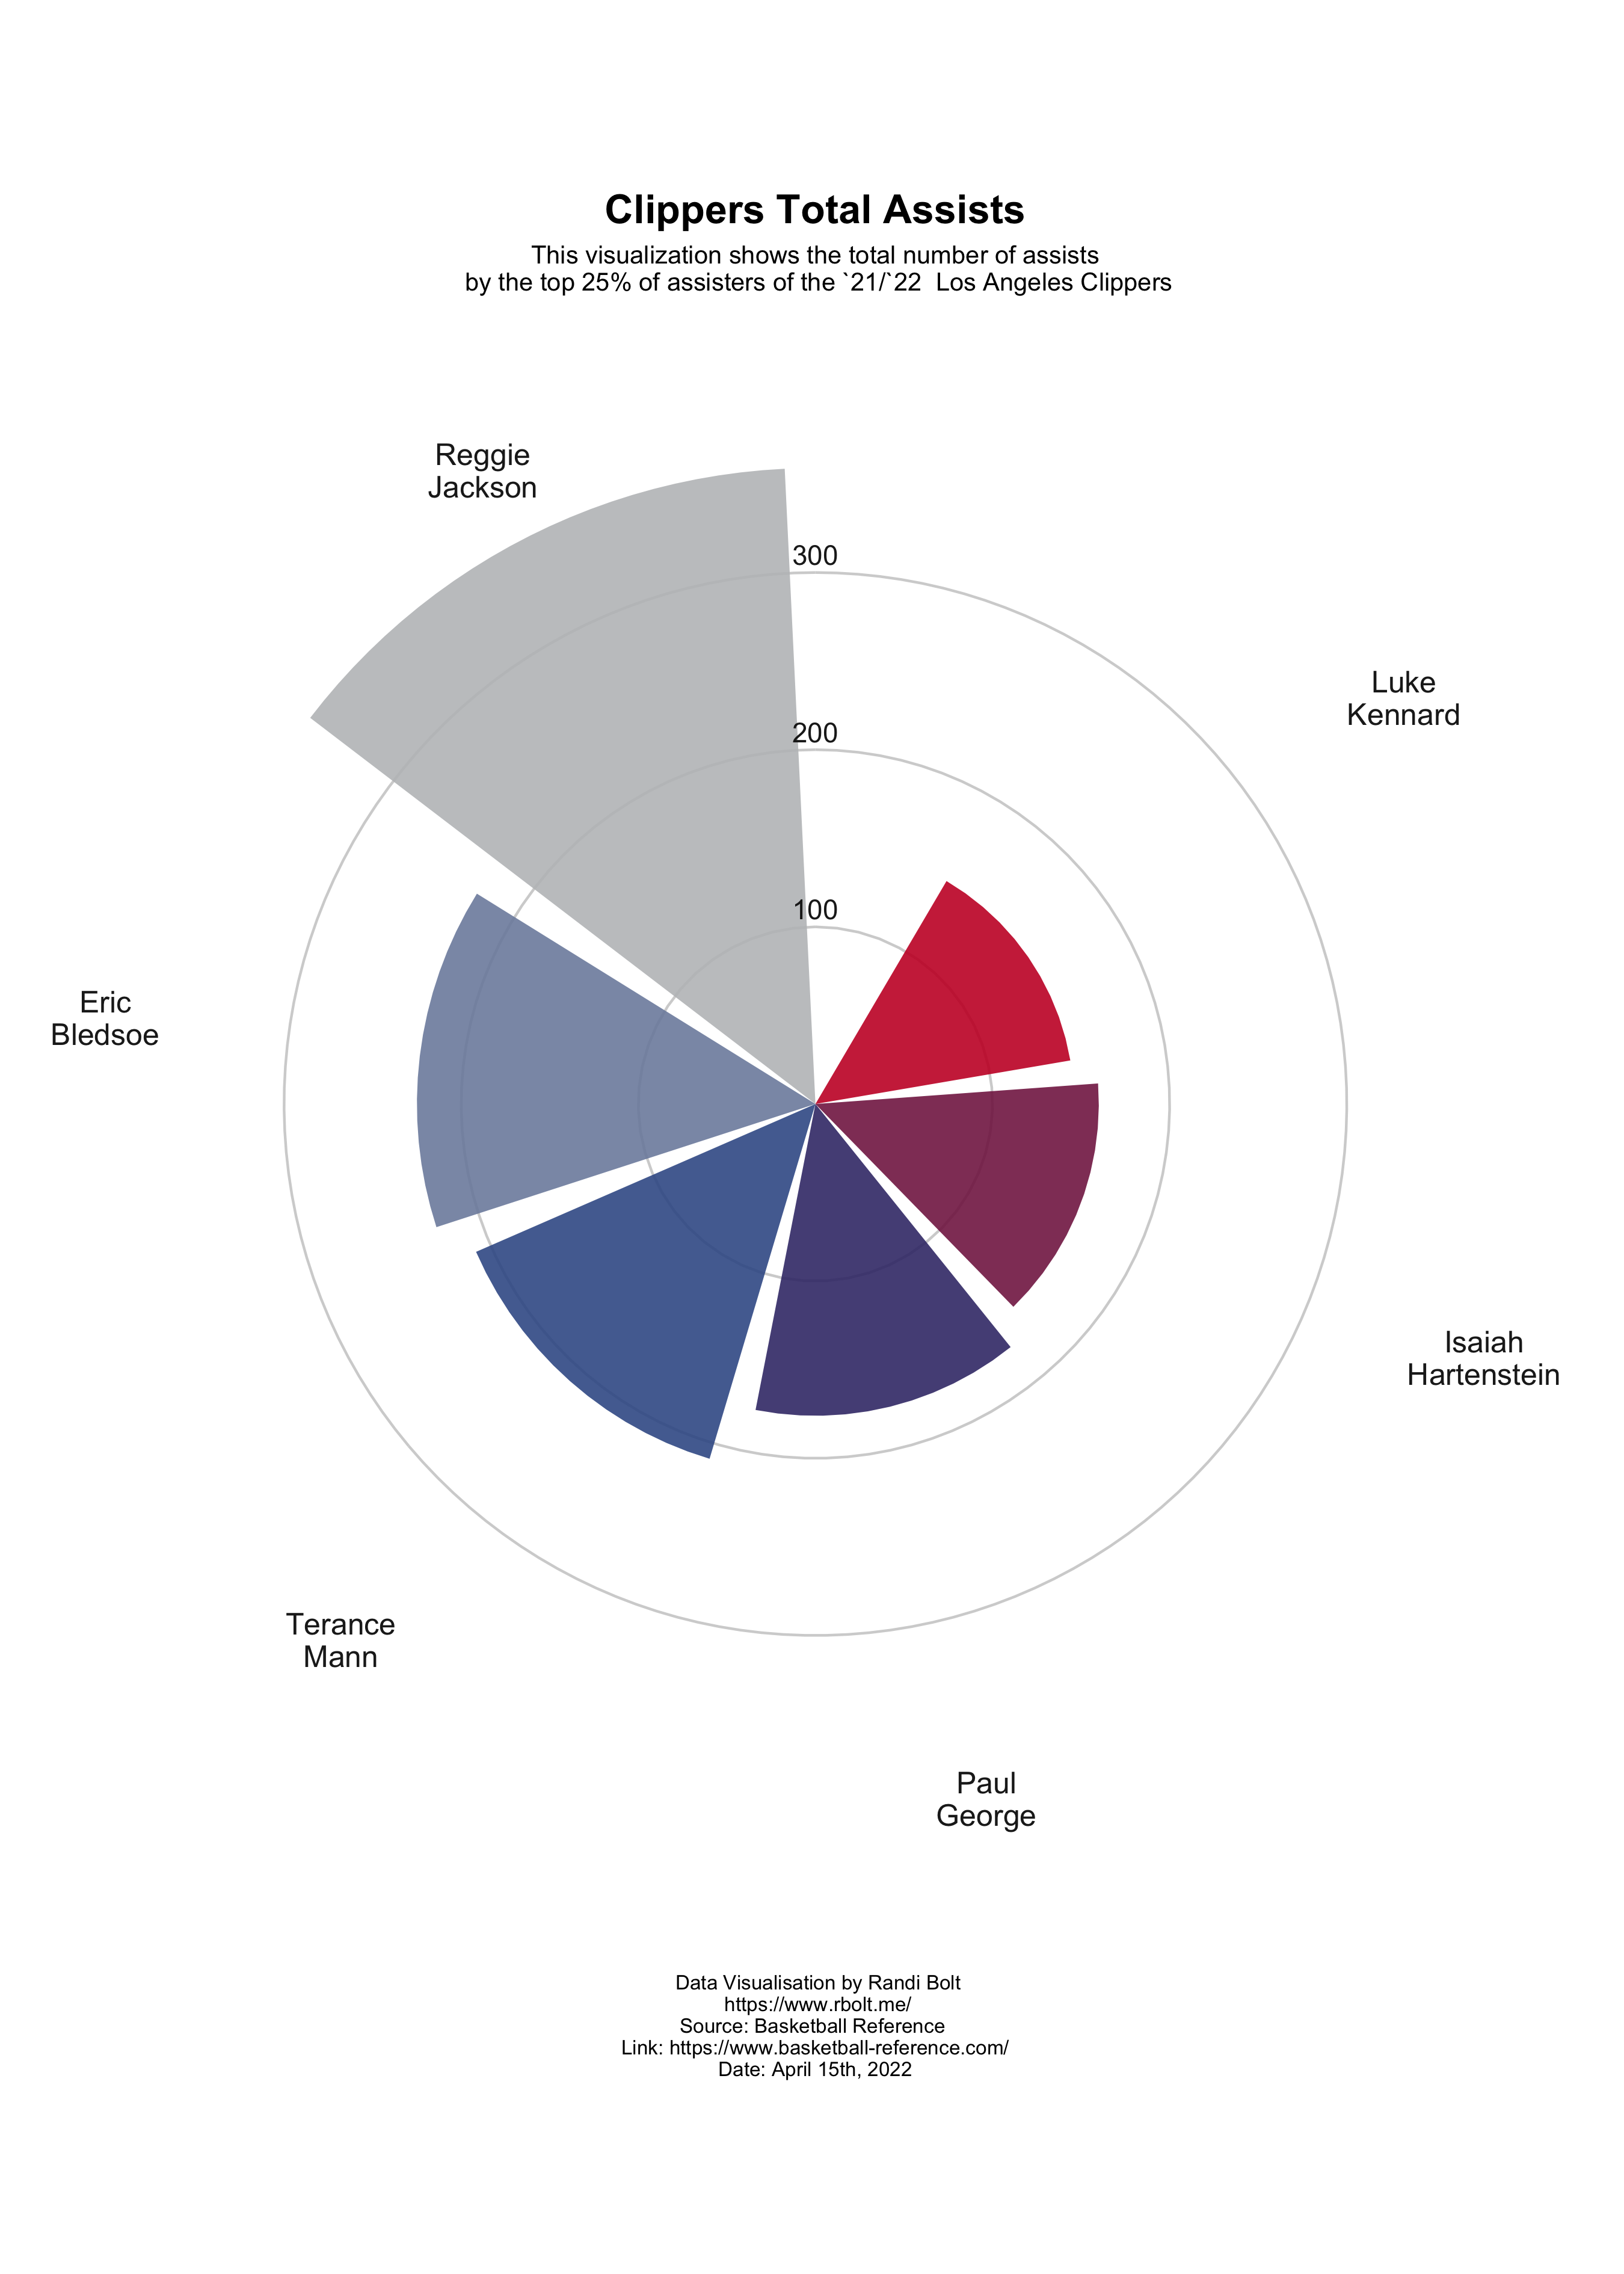 Clippers Total Assists
This visualization shows the total number of assists
by the top 25% of assisters of the `21/`22  Los Angeles Clippers
Reggie
Jackson
300
Luke
Kennard
200
100
Eric
Bledsoe
Isaiah
Hartenstein
Terance
Mann
Paul
George
Data Visualisation by Randi Bolt
https://www.rbolt.me/
Source: Basketball Reference
Link: https://www.basketball-reference.com/
Date: April 15th, 2022